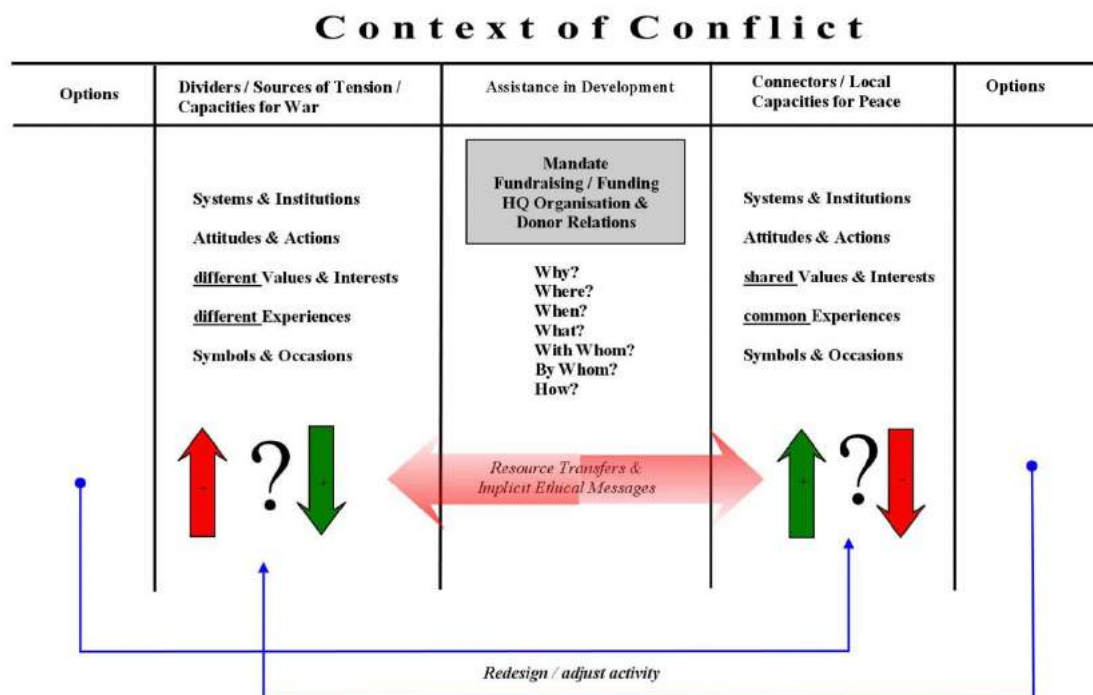 Context of Conflict
Options
Dividers / Sources of Tension /
Capacities for War
Assistance in Development
Connectors / Local
Capacities for Peace
Options
Systems & Institutions
Attitudes & Actions
different Values & Interests
different Experiences
Symbols & Occasions
Mandate
Fundraising / Funding
HQ Organisation &
Donor Relations
Why?
Where?
When?
What?
With Whom?
By Whom?
How?
Systems & Institutions
Attitudes & Actions
shared Values & Interests
common Experiences
Symbols & Occasions
?
Resource Transfers &
Implicit Ethical Messages
+
?
Redesign / adjust activity